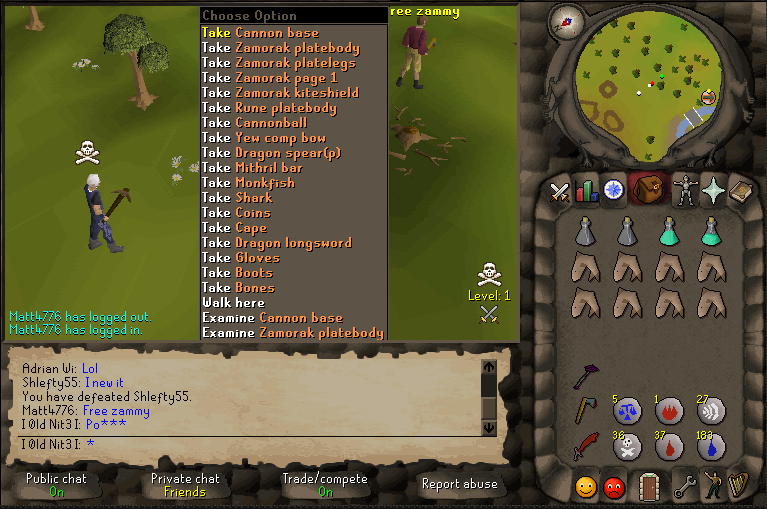 Choose Option
ree zammy
Take Cannon base
Take Zamorak platebody
Take Zamorak platelegs
Take Zamorak page 1
Take Zamorak kiteshield
Take Rune platebody
Take Cannonball
Take Yew comp bow
Take Dragon spear(p)
Take Mithril bar
Take Monkfish
Take Shark
Take Coins
Take Cape
Take Dragon longsword
Take Gloves
Take Boots
Take Bones
Walk here
Examine Cannon base
Examine Zamorak platebody
Level: 1
Matt4776 has logged out.
Matt4776 has logged in.
Adrian Wi: Lol
Shlefty55: I new it
You have defeated Shlefty55.
Matt4776: Free zammy
I 0ld Nit3 I: Po***
I 0ld Nit3 I: *
5 1 27
36 37 183
Public chat
On
Private chat
Friends
Trade/compete
On
Report abuse